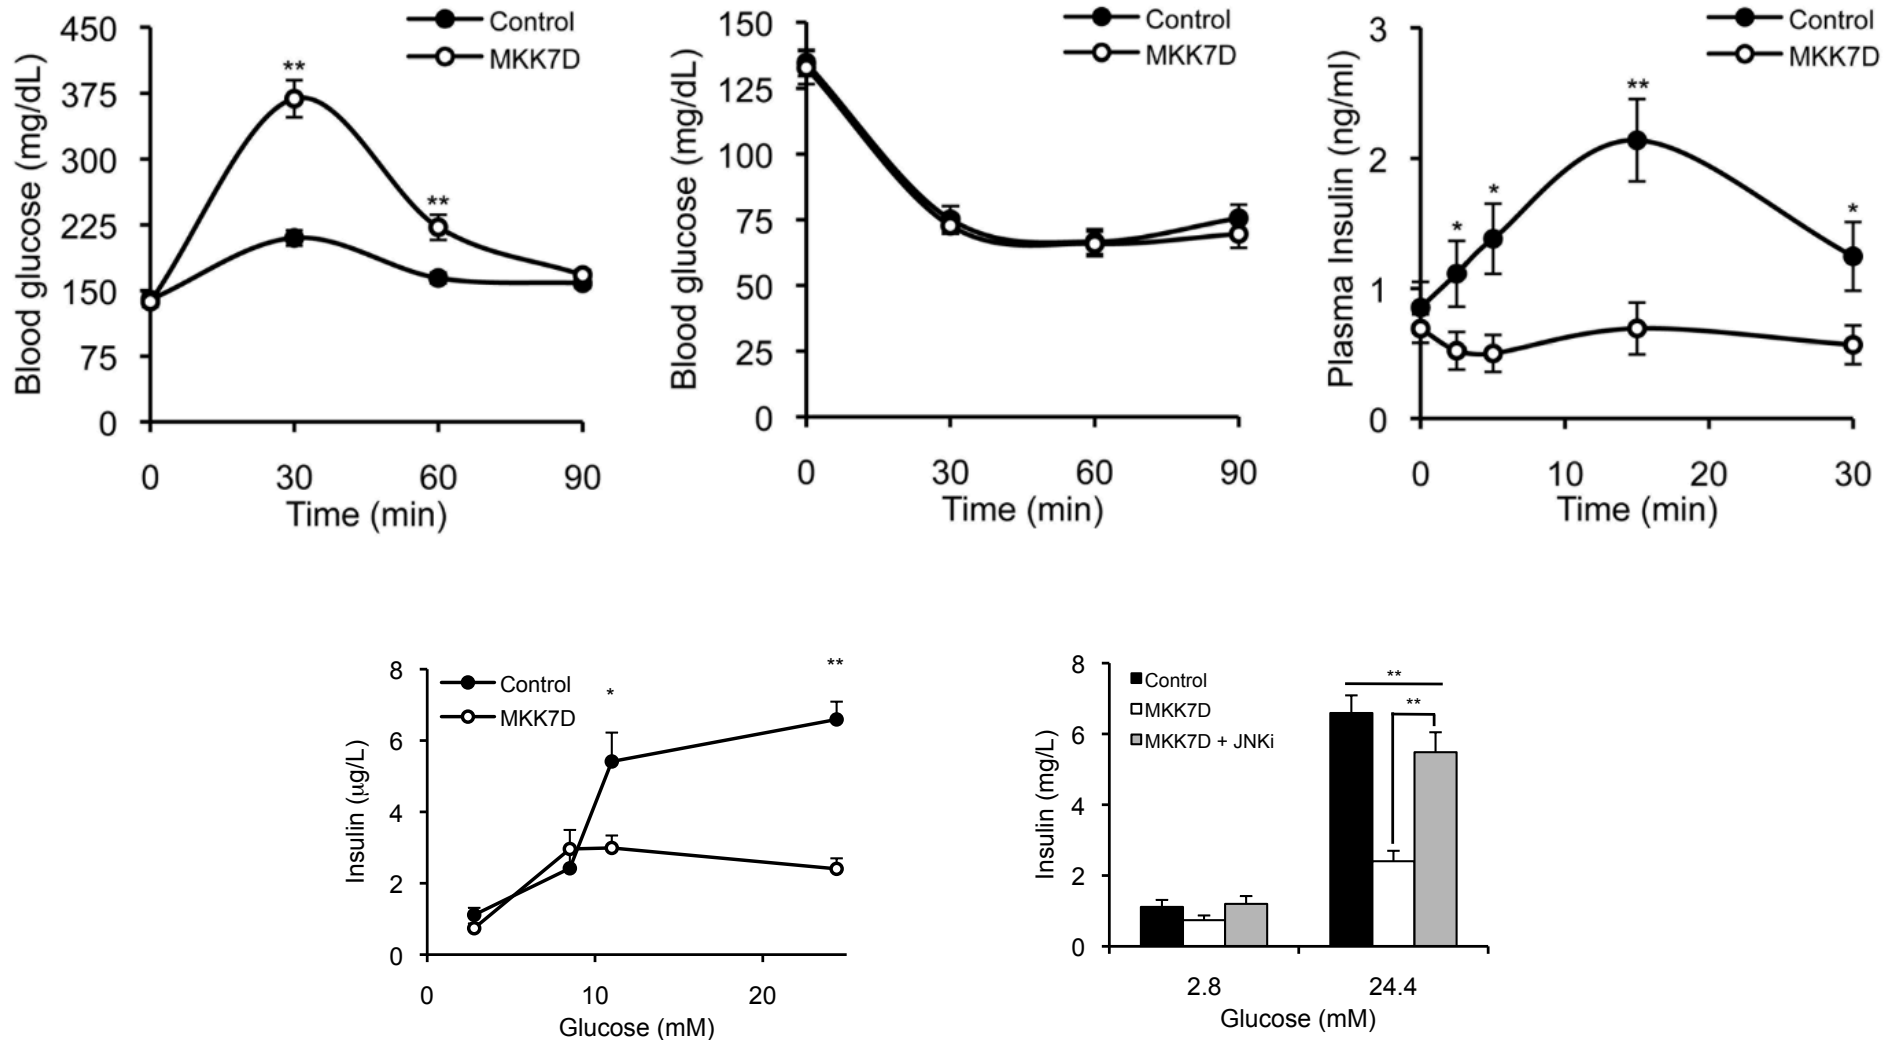 Blood glucose (mg/dL)
450
375
300
225
150
75
0
Control
MKK7D
**
**
0 30 60 90
Time (min)
Blood glucose (mg/dL)
150
125
100
75
50
25
0
Control
MKK7D
0 30 60 90
Time (min)
Plasma Insulin (ng/ml)
3
2
1
0
Control
MKK7D
*
*
**
*
0 10 20 30
Time (min)
Insulin (µg/L)
8
6
4
2
0
Control
MKK7D
*
**
0 10 20
Glucose (mM)
Insulin (mg/L)
8
6
4
2
0
Control
MKK7D
MKK7D + JNKi
**
**
2.8 24.4
Glucose (mM)